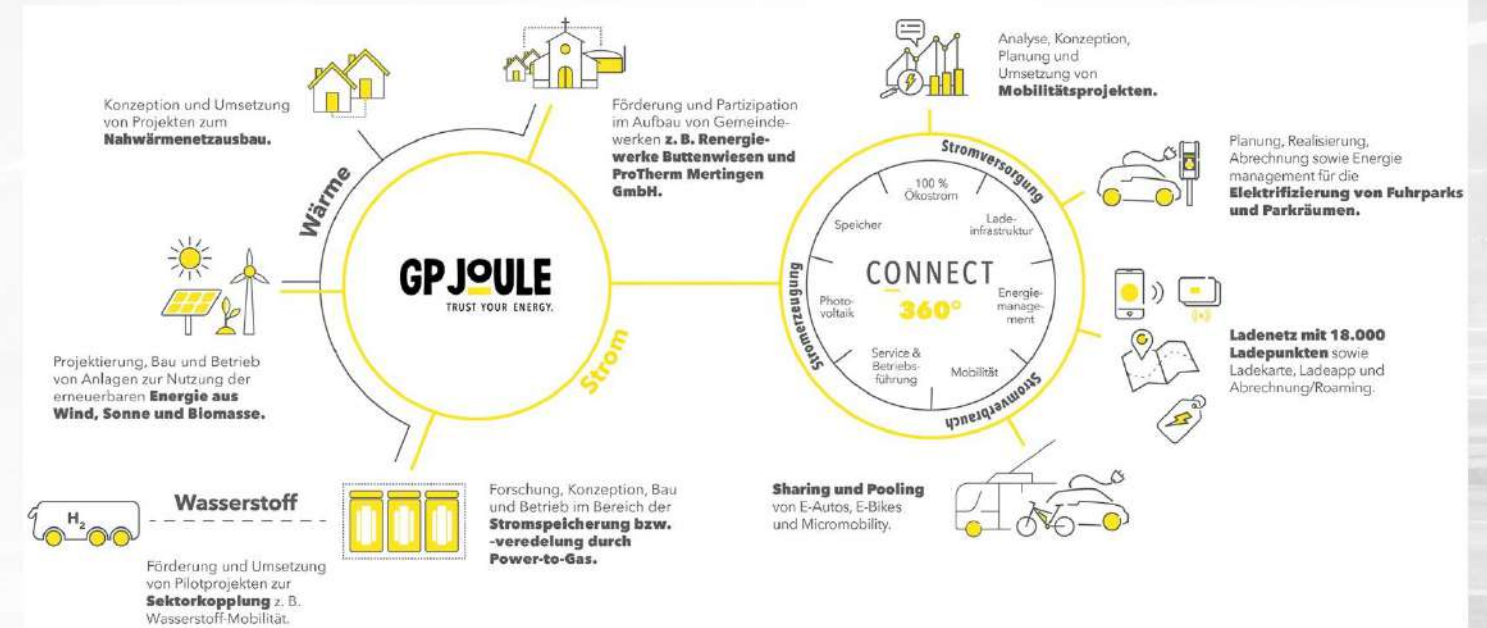 Konzeption und Umsetzung
von Projekten zum
Nahwärmenetzausbau.
Förderung und Partizipation
im Aufbau von Gemeinde-
werken z. B. Renergie-
werke Buttenwiesen und
ProTherm Mertingen
GmbH.
Wärme
GP JOULE
TRUST YOUR ENERGY.
Strom
Projektierung, Bau und Betrieb
von Anlagen zur Nutzung der
erneuerbaren Energie aus
Wind, Sonne und Biomasse.
H2
Wasserstoff
Förderung und Umsetzung
von Pilotprojekten zur
Sektorkopplung z. B.
Wasserstoff-Mobilität.
Forschung, Konzeption, Bau
und Betrieb im Bereich der
Stromspeicherung bzw.
-veredelung durch
Power-to-Gas.
Analyse, Konzeption,
Planung und
Umsetzung von
Mobilitätsprojekten.
Stromversorgung
100 %
Ökostrom
Speicher
Lade-
infrastruktur
CONNECT
360°
Stromerzeugung
Photo-
voltaik
Energie-
manage-
ment
Service &
Betriebs-
führung
Mobilität
Stromverbrauch
Planung, Realisierung,
Abrechnung sowie Energie
management für die
Elektrifizierung von Fuhrparks
und Parkräumen.
Ladenetz mit 18.000
Ladepunkten sowie
Ladekarte, Ladeapp und
Abrechnung/Roaming.
Sharing und Pooling
von E-Autos, E-Bikes
und Micromobility.